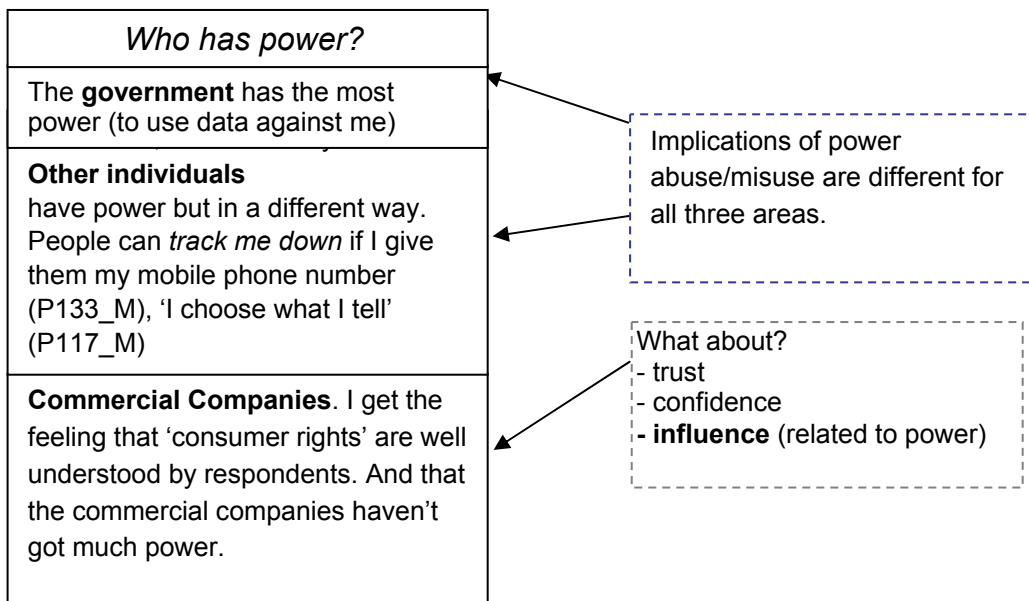 Who has power?
The government has the most
power (to use data against me)
Other individuals
have power but in a different way.
People can track me down if I give
them my mobile phone number
(P133_M), ‘I choose what I tell’
(P117_M)
Commercial Companies. I get the
feeling that ‘consumer rights’ are well
understood by respondents. And that
the commercial companies haven’t
got much power.
Implications of power
abuse/misuse are different for
all three areas.
What about?
- trust
- confidence
- influence (related to power)